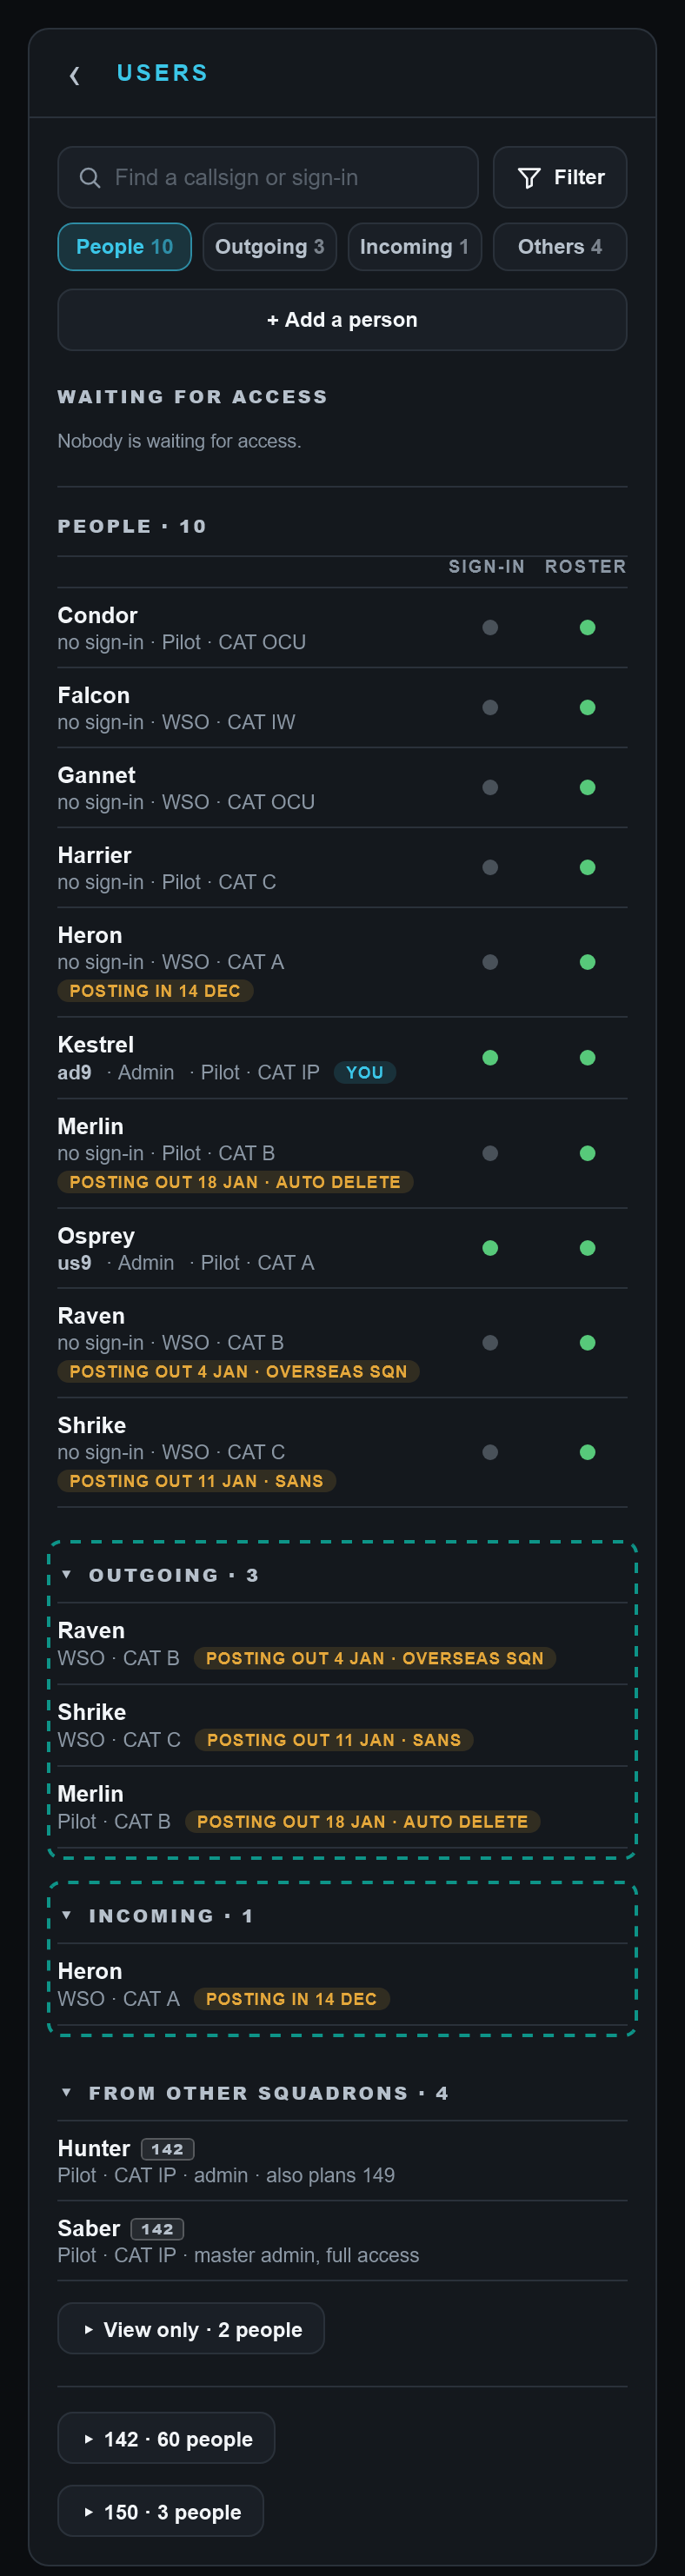 USERS
Find a callsign or sign-in
Filter
People 10
Outgoing 3
Incoming 1
Others 4
+ Add a person
WAITING FOR ACCESS
Nobody is waiting for access.
PEOPLE · 10
SIGN-IN ROSTER
Condor
no sign-in · Pilot · CAT OCU
Falcon
no sign-in · WSO · CAT IW
Gannet
no sign-in · WSO · CAT OCU
Harrier
no sign-in · Pilot · CAT C
Heron
no sign-in · WSO · CAT A
POSTING IN 14 DEC
Kestrel
ad9 · Admin · Pilot · CAT IP YOU
Merlin
no sign-in · Pilot · CAT B
POSTING OUT 18 JAN · AUTO DELETE
Osprey
us9 · Admin · Pilot · CAT A
Raven
no sign-in · WSO · CAT B
POSTING OUT 4 JAN · OVERSEAS SQN
Shrike
no sign-in · WSO · CAT C
POSTING OUT 11 JAN · SANS
OUTGOING · 3
Raven
WSO · CAT B POSTING OUT 4 JAN · OVERSEAS SQN
Shrike
WSO · CAT C POSTING OUT 11 JAN · SANS
Merlin
Pilot · CAT B POSTING OUT 18 JAN · AUTO DELETE
INCOMING · 1
Heron
WSO · CAT A POSTING IN 14 DEC
FROM OTHER SQUADRONS · 4
Hunter 142
Pilot · CAT IP · admin · also plans 149
Saber 142
Pilot · CAT IP · master admin, full access
View only · 2 people
142 · 60 people
150 · 3 people